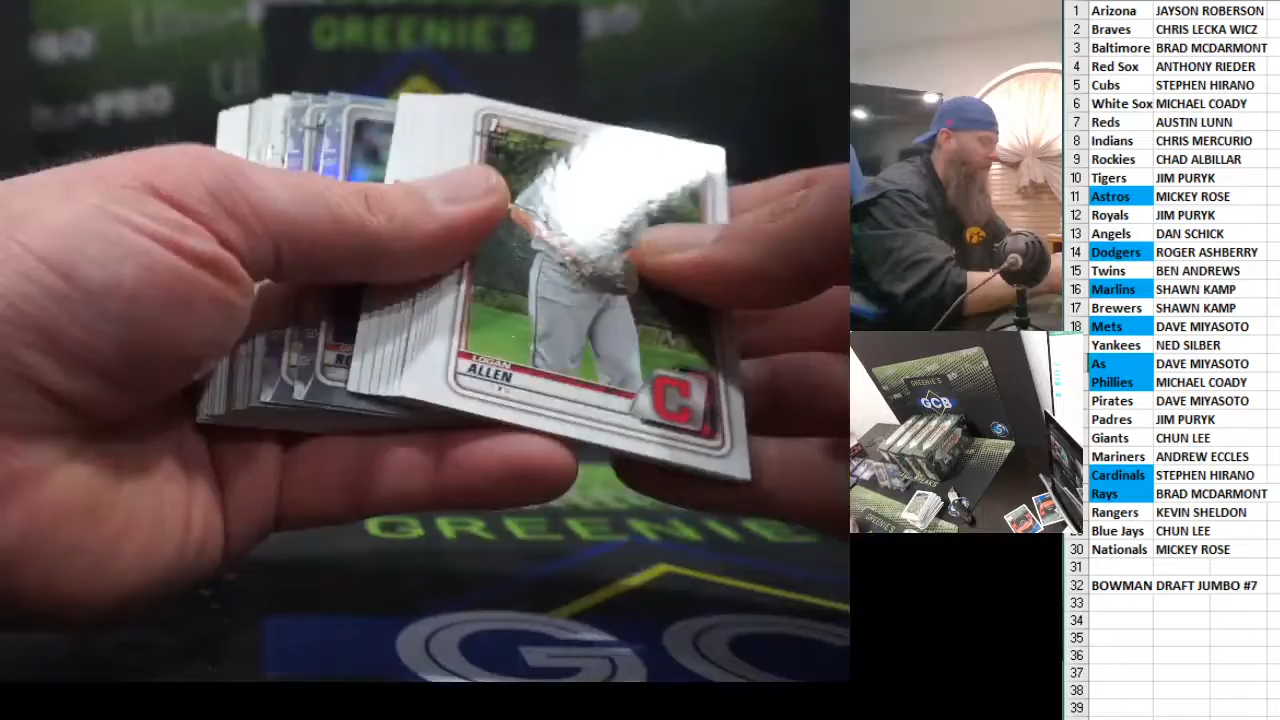 GREENIE'S
LOGAN
ALLEN
C
GREENIE'S
GCB
GREENIE'S
GCB
BREAKS
GREENIE'S
1 Arizona JAYSON ROBERSON
2 Braves CHRIS LECKA WICZ
3 Baltimore BRAD MCDARMONT
4 Red Sox ANTHONY RIEDER
5 Cubs STEPHEN HIRANO
6 White Sox MICHAEL COADY
7 Reds AUSTIN LUNN
8 Indians CHRIS MERCURIO
9 Rockies CHAD ALBILLAR
10 Tigers JIM PURYK
11 Astros MICKEY ROSE
12 Royals JIM PURYK
13 Angels DAN SCHICK
14 Dodgers ROGER ASHBERRY
15 Twins BEN ANDREWS
16 Marlins SHAWN KAMP
17 Brewers SHAWN KAMP
18 Mets DAVE MIYASOTO
Yankees NED SILBER
As DAVE MIYASOTO
Phillies MICHAEL COADY
Pirates DAVE MIYASOTO
Padres JIM PURYK
Giants CHUN LEE
Mariners ANDREW ECCLES
Cardinals STEPHEN HIRANO
Rays BRAD MCDARMONT
Rangers KEVIN SHELDON
Blue Jays CHUN LEE
30 Nationals MICKEY ROSE
31
32 BOWMAN DRAFT JUMBO #7
33
34
35
36
37
38
39